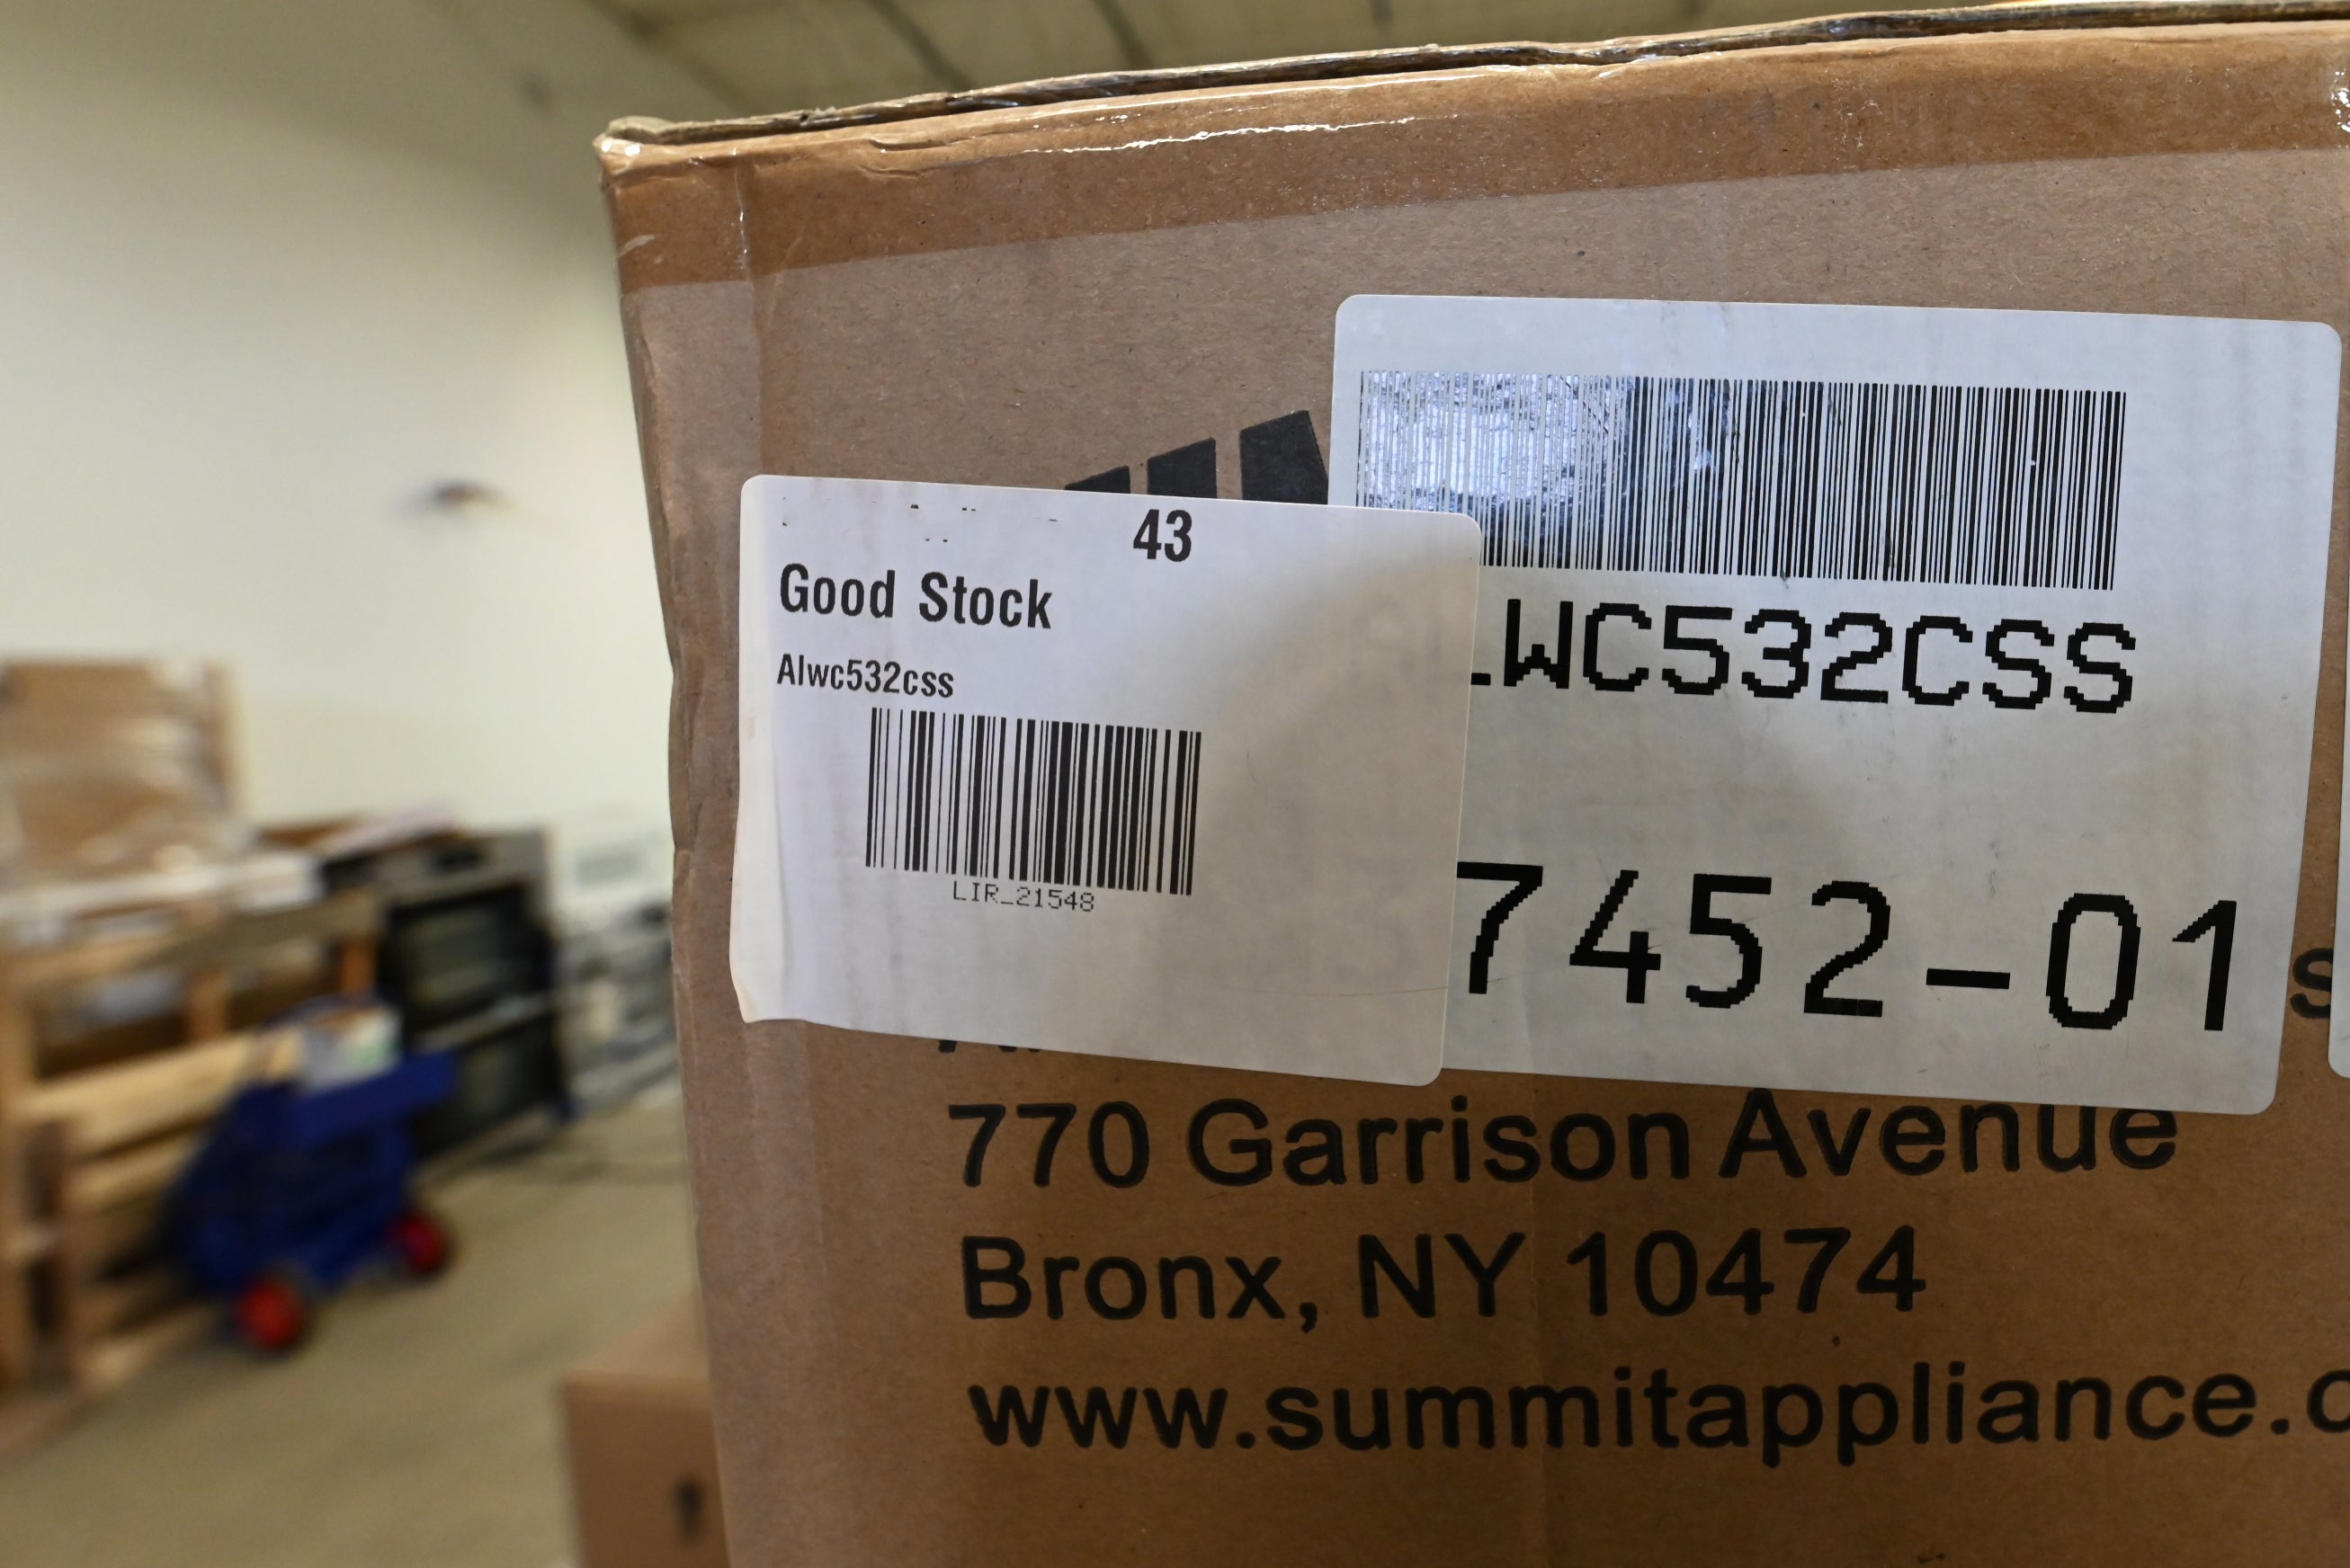 43
Good Stock
Alwc532css
LIR_21548
LWC532CSS
7452-01
770 Garrison Avenue
Bronx, NY 10474
www.summitappliance.c